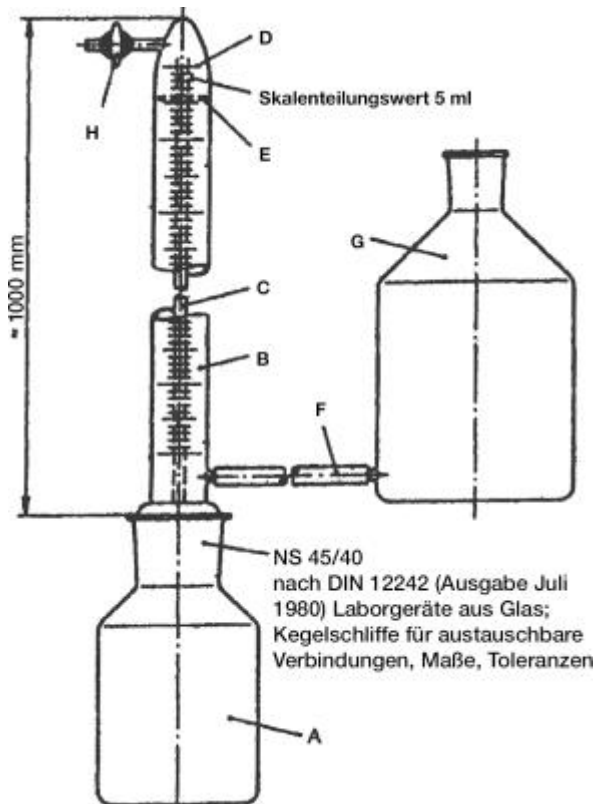 D
Skalenteilungswert 5 ml
H
E
G
≈ 1000 mm
C
B
F
NS 45/40
nach DIN 12242 (Ausgabe Juli
1980) Laborgeräte aus Glas;
Kegelschliffe für austauschbare
Verbindungen, Maße, Toleranzen
A